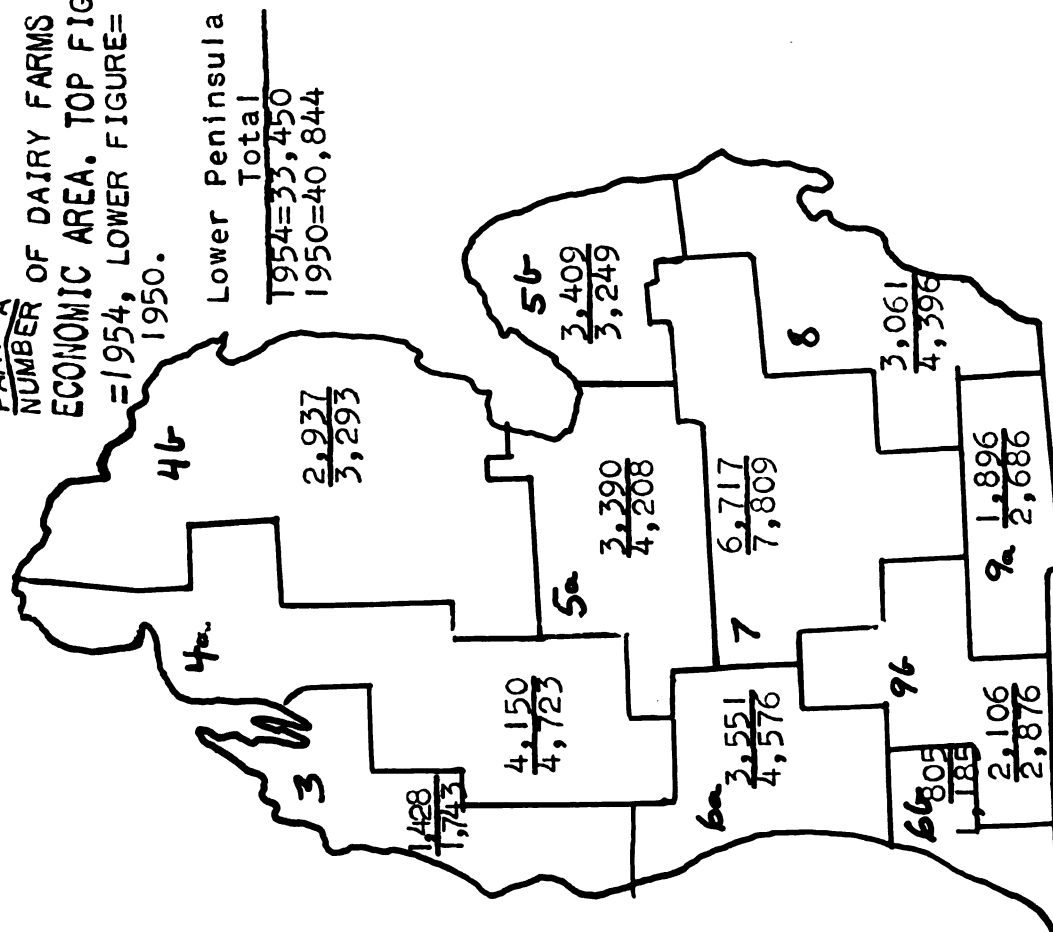 NUMBER OF DAIRY FARMS
ECONOMIC AREA. TOP FIG
=1954, LOWER FIGURE=
1950.
Lower Peninsula
Total
1954=33,450
1950=40,844
4b
2,937
3,293
4a
3
1,428
1,743
4,150
4,723
5b
3,409
3,249
5a
3,390
4,208
6a
3,551
4,576
7
6,717
7,809
8
3,061
4,396
6b
805
1,185
9b
2,106
2,876
9a
1,896
2,686